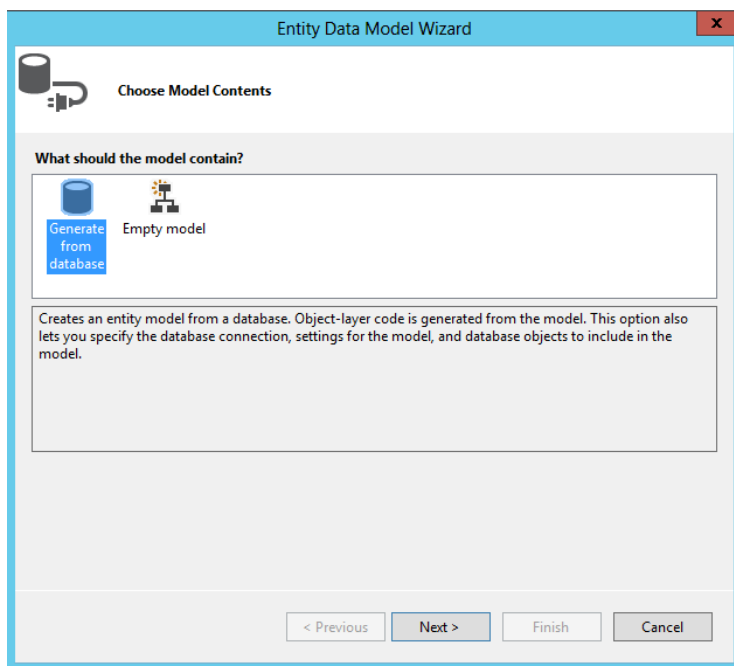 Entity Data Model Wizard
x
Choose Model Contents
What should the model contain?
Generate
from
database
Empty model
Creates an entity model from a database. Object-layer code is generated from the model. This option also
lets you specify the database connection, settings for the model, and database objects to include in the
model.
< Previous
Next >
Finish
Cancel